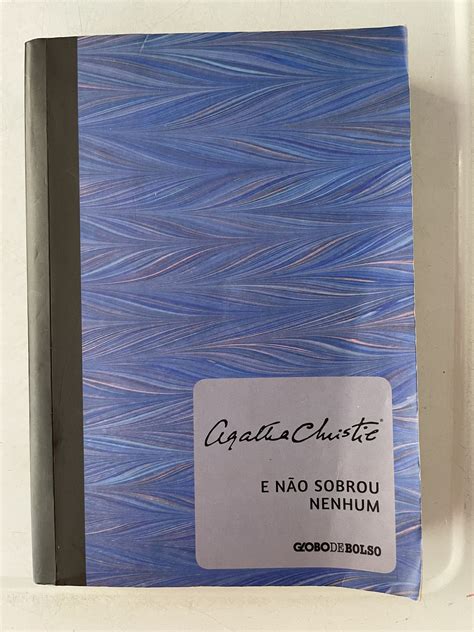 Agatha Christie®
E NÃO SOBROU
NENHUM
GLOBODEBOLSO